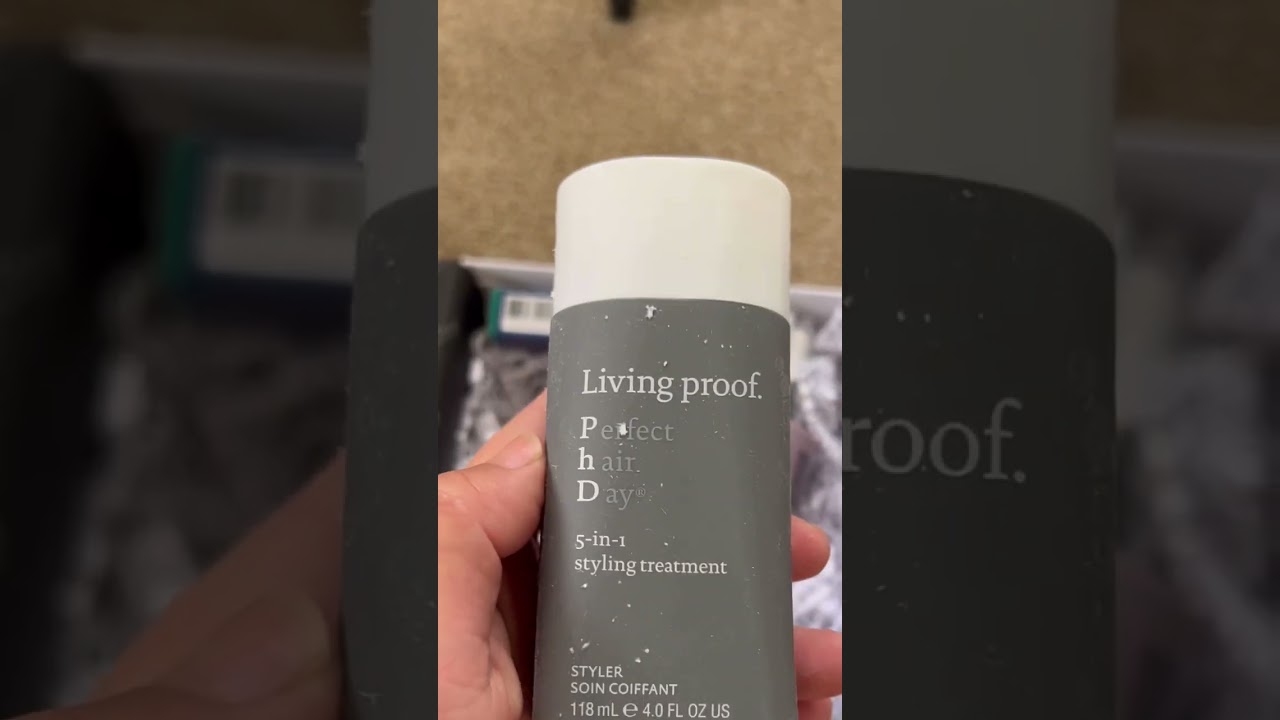 Living proof.
Perfect
hair
Day®
5-in-1
styling treatment
STYLER
SOIN COIFFANT
118 mL ℮ 4.0 FL OZ US
roof.